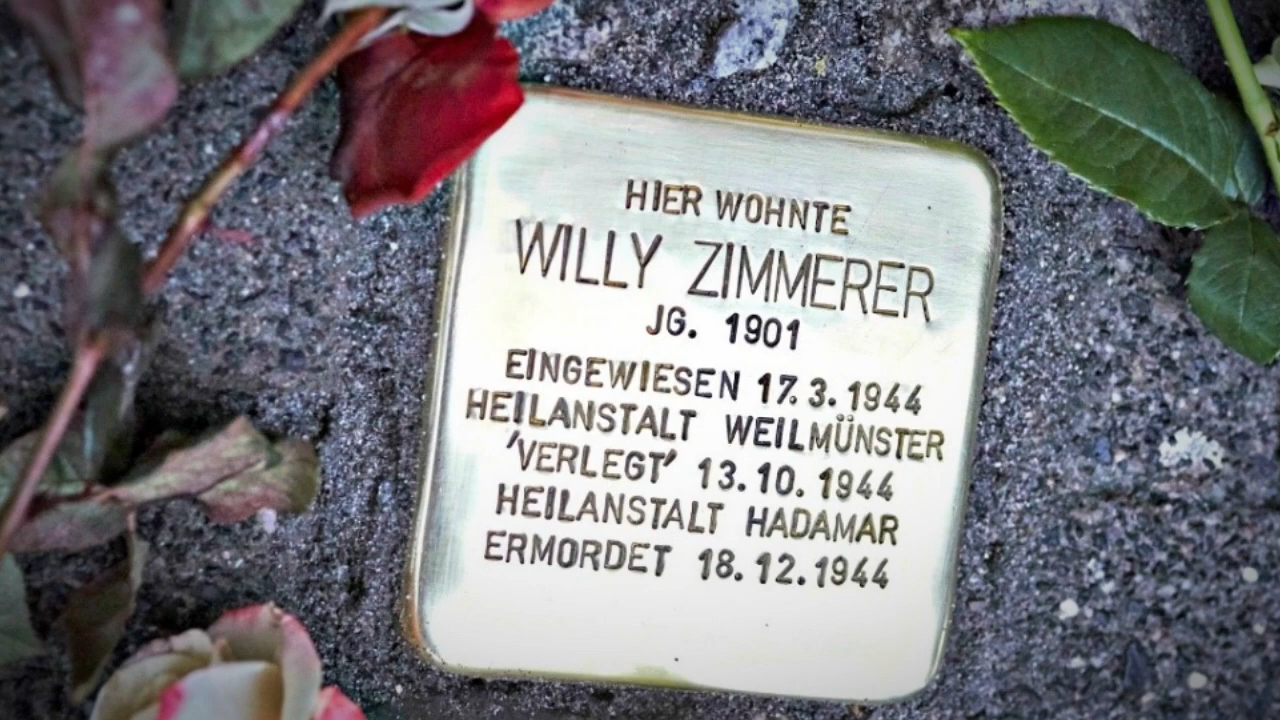 HIER WOHNTE
WILLY ZIMMERER
JG. 1901
EINGEWIESEN 17.3.1944
HEILANSTALT WEILMÜNSTER
'VERLEGT' 13.10.1944
HEILANSTALT HADAMAR
ERMORDET 18.12.1944